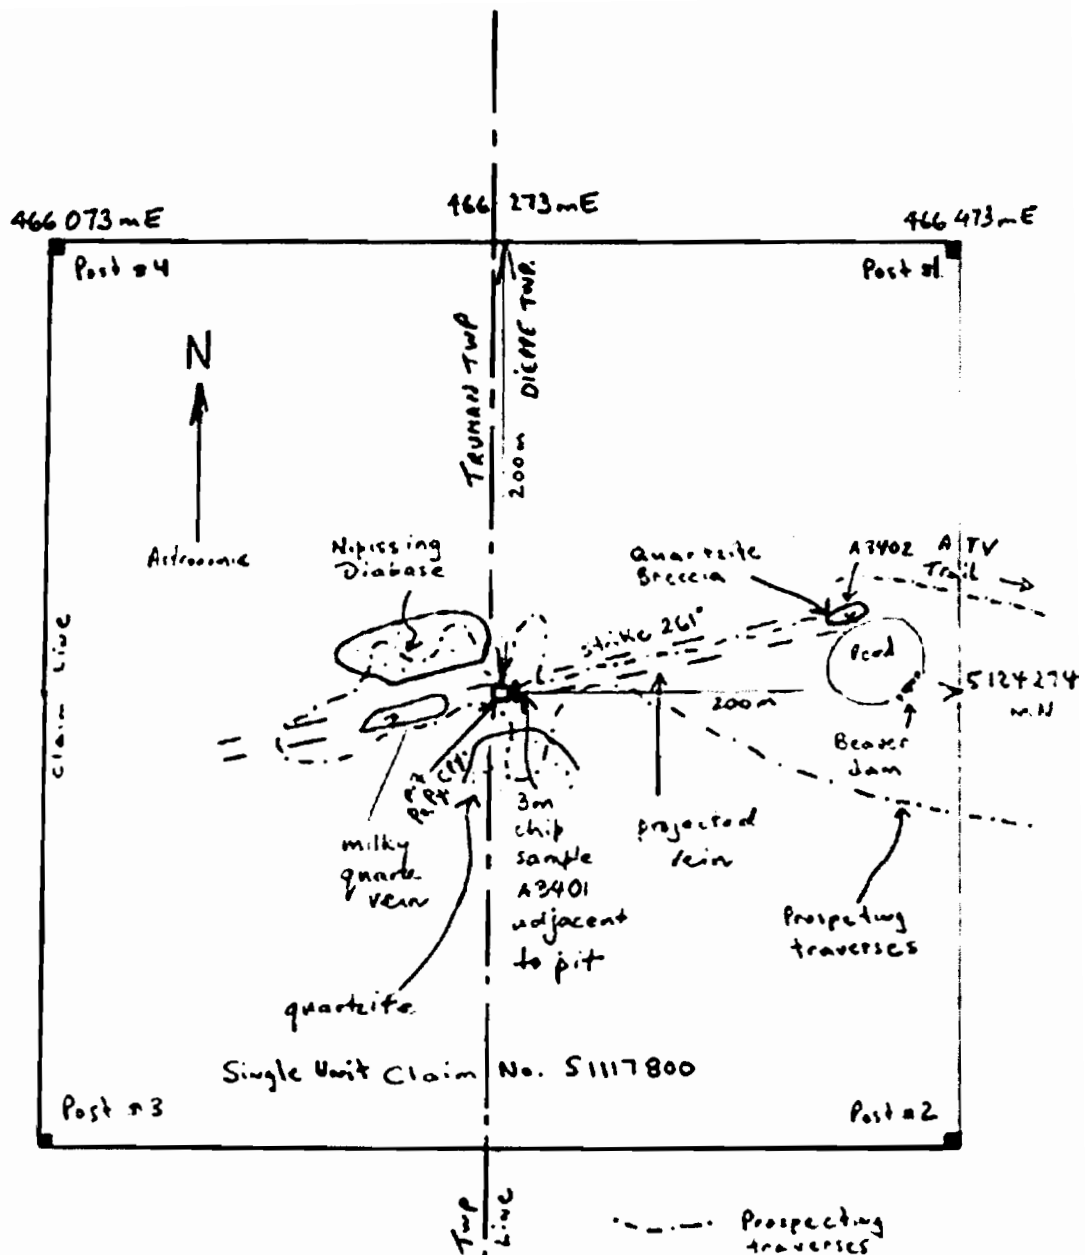 466 073 mE
466 273 mE
466 473 mE
Post #4
Post #1
N
Astronomic
TRUMAN TWP
DIEPPE TWP.
200m
Nipissing
Diabase
Quartzite
Breccia
A3402
ATV
Trail
strike 261°
Pond
Claim Line
200m
5124274
mN
Beaver
dam
Pit
milky
quartz
vein
3m
chip
sample
A3401
adjacent
to pit
projected
vein
Prospecting
traverses
quartzite
Single Unit Claim No. S1117800
Post #3
Post #2
Twp
Line
Prospecting
traverses